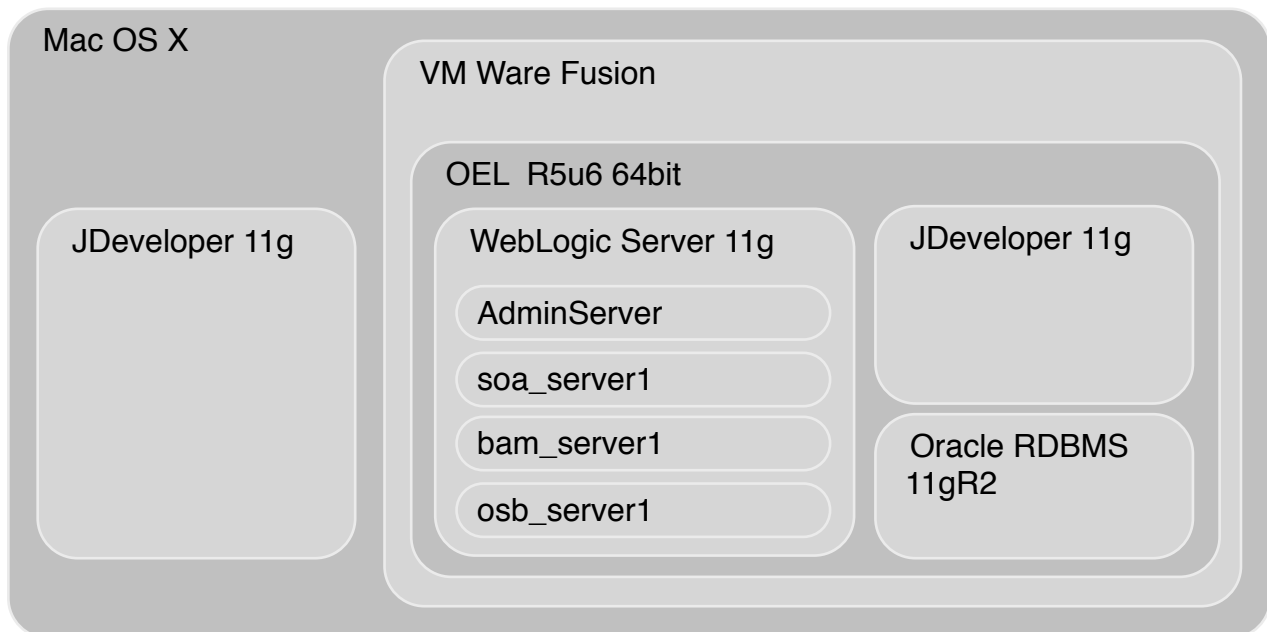 Mac OS X
VM Ware Fusion
OEL  R5u6 64bit
JDeveloper 11g
WebLogic Server 11g
AdminServer
soa_server1
bam_server1
osb_server1
JDeveloper 11g
Oracle RDBMS
11gR2